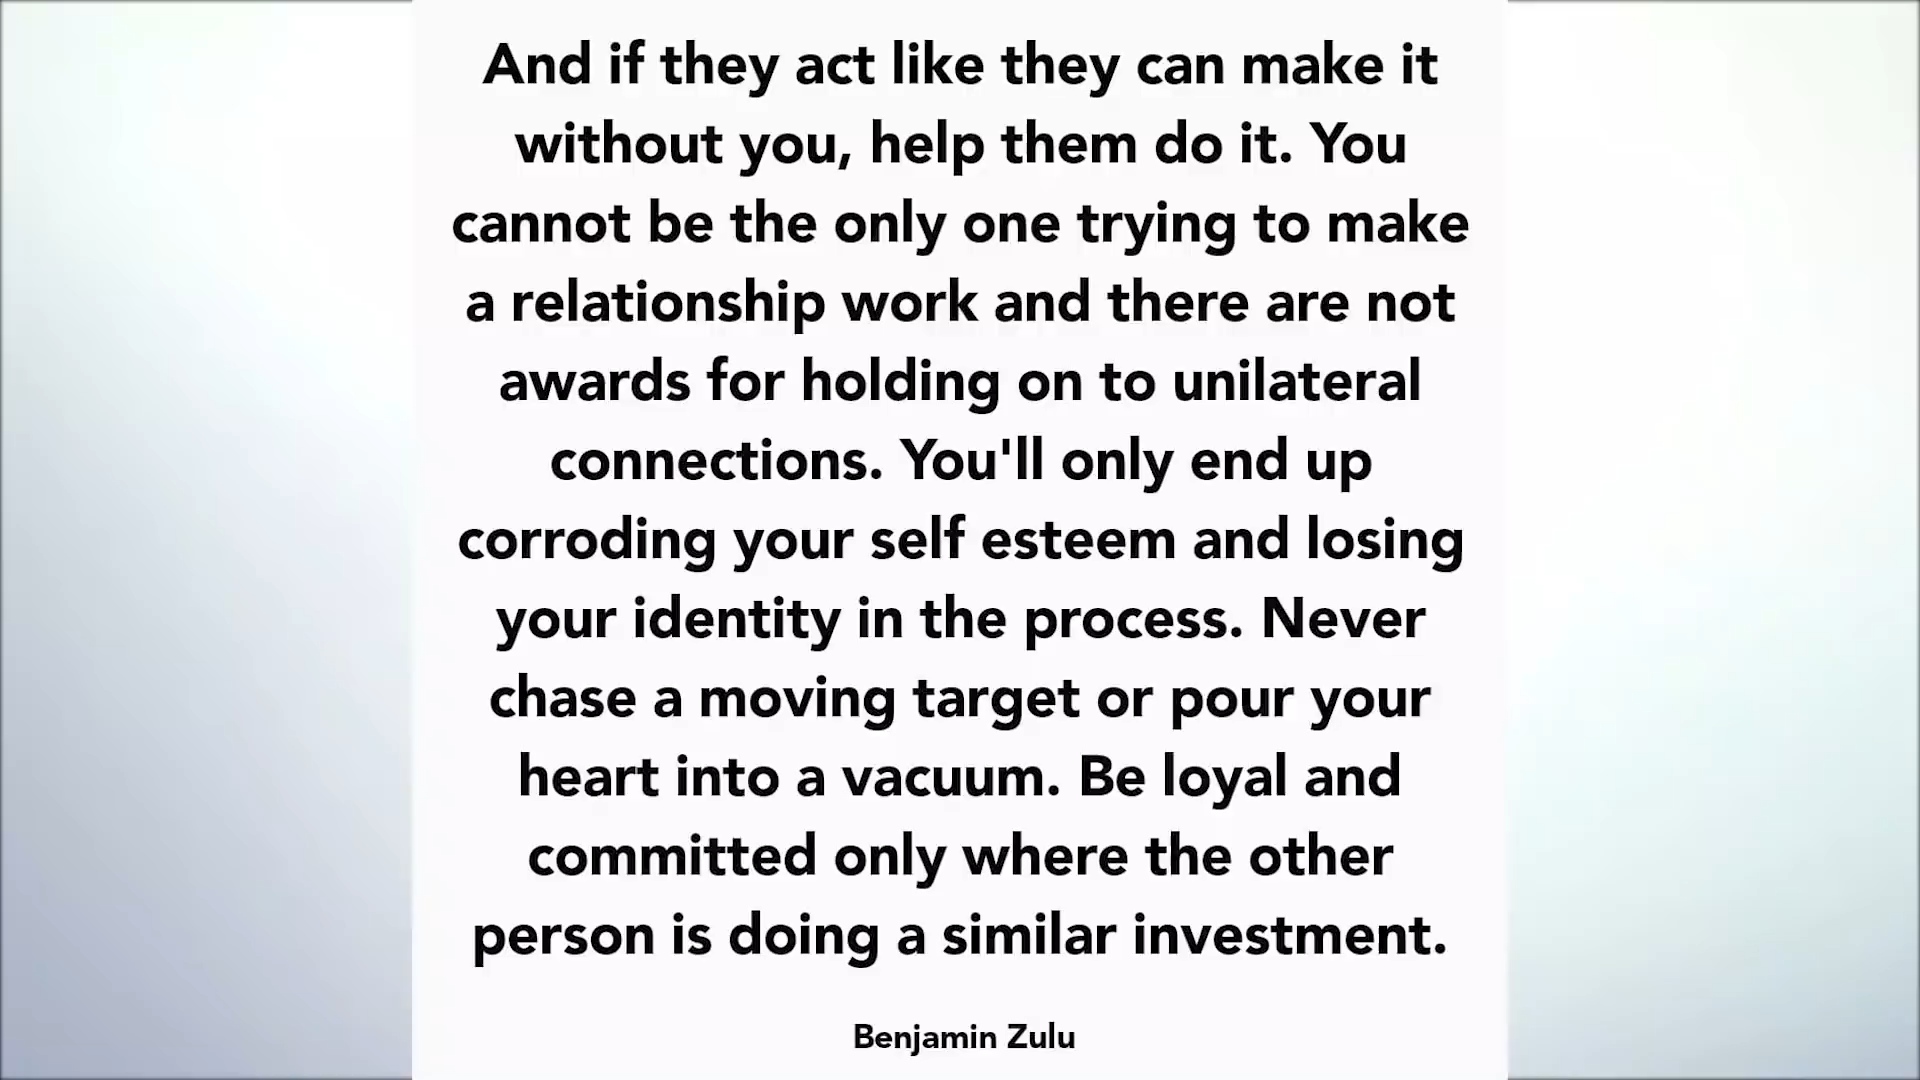 And if they act like they can make it
without you, help them do it. You
cannot be the only one trying to make
a relationship work and there are not
awards for holding on to unilateral
connections. You'll only end up
corroding your self esteem and losing
your identity in the process. Never
chase a moving target or pour your
heart into a vacuum. Be loyal and
committed only where the other
person is doing a similar investment.
Benjamin Zulu